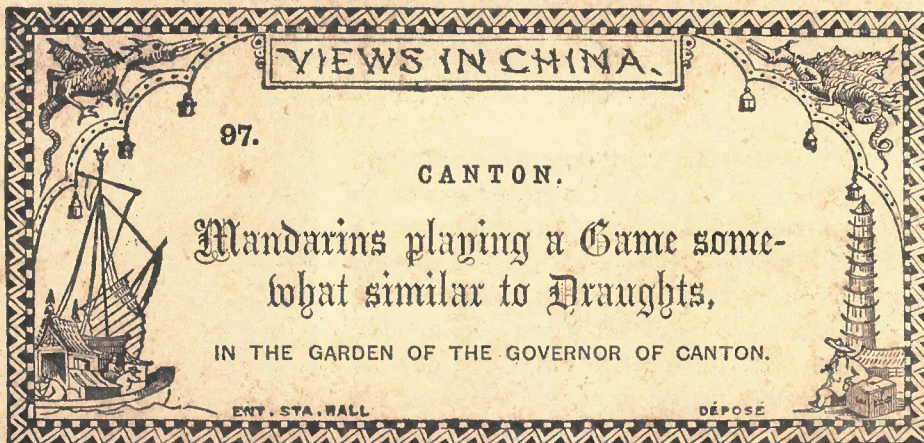 VIEWS IN CHINA.
97.
CANTON.
Mandarins playing a Game some-
what similar to Draughts,
IN THE GARDEN OF THE GOVERNOR OF CANTON.
ENT. STA. HALL
DÉPOSÉ